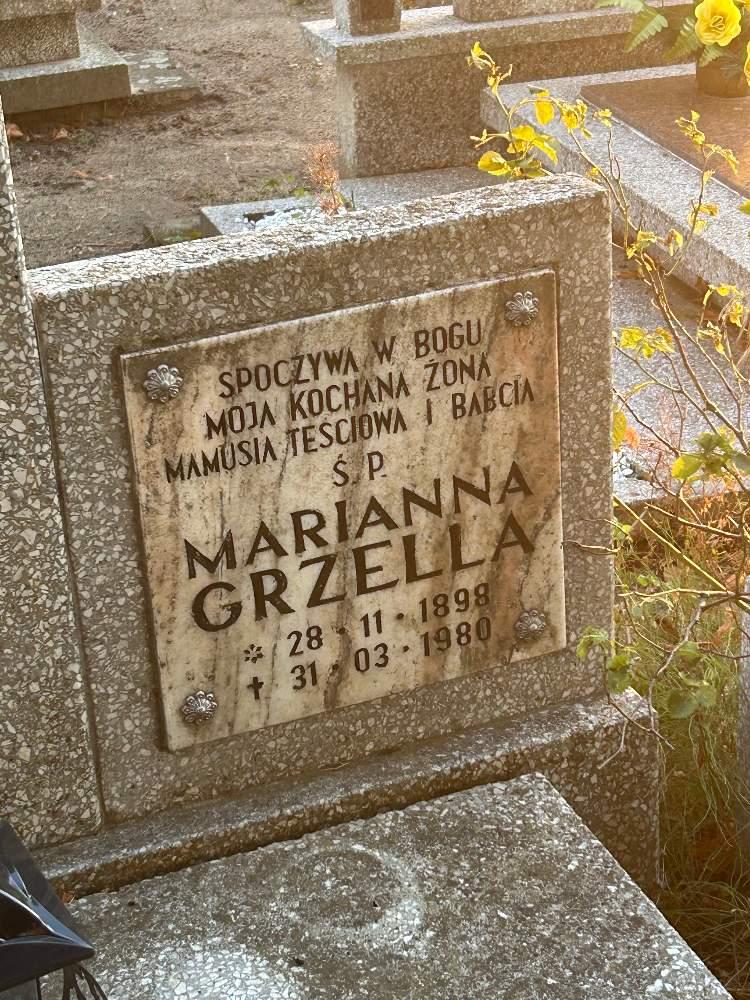 SPOCZYWA W BOGU
MOJA KOCHANA ŻONA
MAMUSIA TEŚCIOWA I BABCIA
Ś. P.
MARIANNA
GRZELLA
* 28 · 11 · 1898
✝ 31 · 03 · 1980